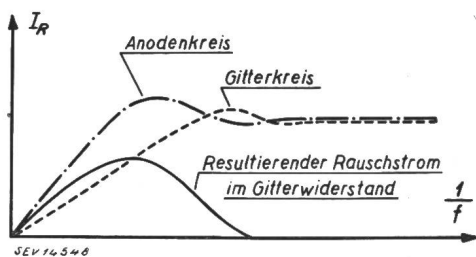 I_R
Anodenkreis
Gitterkreis
Resultierender Rauschstrom
im Gitterwiderstand
1/f
SEV14548